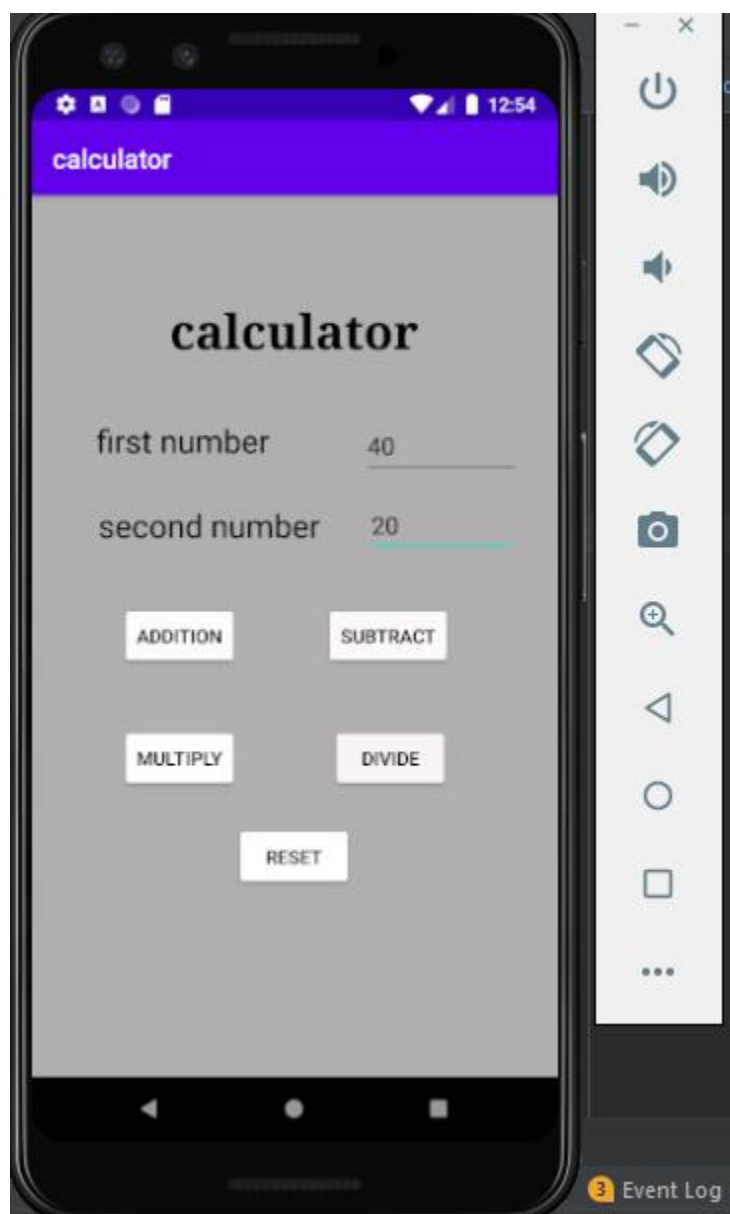 12:54
calculator
calculator
first number 40
second number 20
ADDITION SUBTRACT
MULTIPLY DIVIDE
RESET
3 Event Log